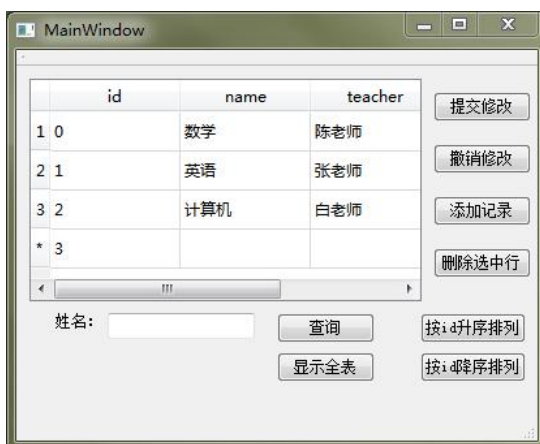 MainWindow
id name teacher
提交修改
1 0 数学 陈老师
撤销修改
2 1 英语 张老师
3 2 计算机 白老师
添加记录
* 3
删除选中行
姓名: 查询 按id升序排列
显示全表 按id降序排列